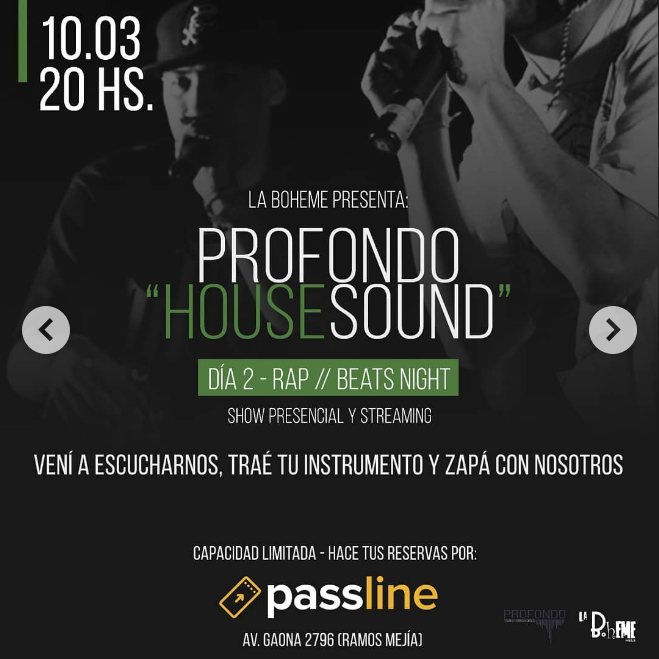 10.03
20 HS.
LA BOHEME PRESENTA:
PROFONDO
“HOUSESOUND”
DÍA 2 - RAP // BEATS NIGHT
SHOW PRESENCIAL Y STREAMING
VENÍ A ESCUCHARNOS, TRAÉ TU INSTRUMENTO Y ZAPÁ CON NOSOTROS
CAPACIDAD LIMITADA - HACE TUS RESERVAS POR:
passline
AV. GAONA 2796 (RAMOS MEJÍA)
PROFONDO
LA BohEME